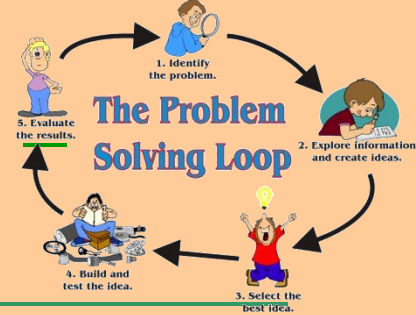 The Problem
Solving Loop
1. Identify
the problem.
2. Explore information
and create ideas.
3. Select the
best idea.
4. Build and
test the idea.
5. Evaluate
the results.